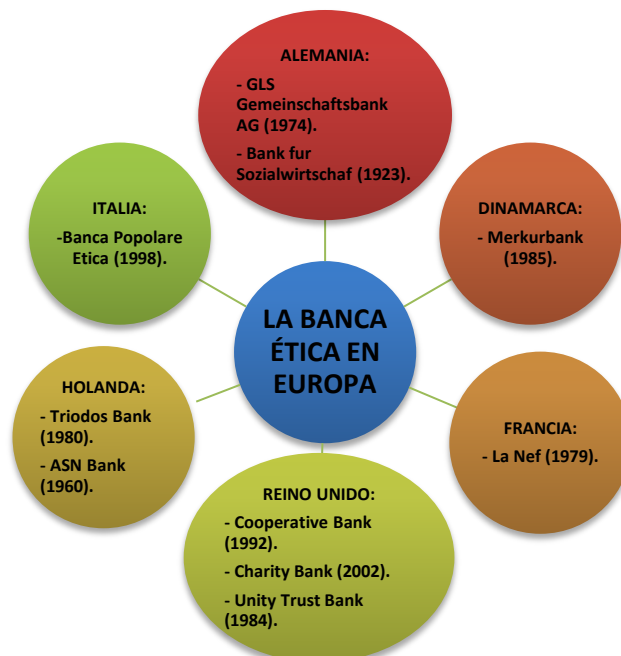 ALEMANIA:
- GLS
Gemeinschaftsbank
AG (1974).
- Bank fur
Sozialwirtschaf (1923).
ITALIA:
-Banca Popolare
Etica (1998).
DINAMARCA:
- Merkurbank
(1985).
LA BANCA
ÉTICA EN
EUROPA
HOLANDA:
- Triodos Bank
(1980).
- ASN Bank
(1960).
FRANCIA:
- La Nef (1979).
REINO UNIDO:
- Cooperative Bank
(1992).
- Charity Bank (2002).
- Unity Trust Bank
(1984).